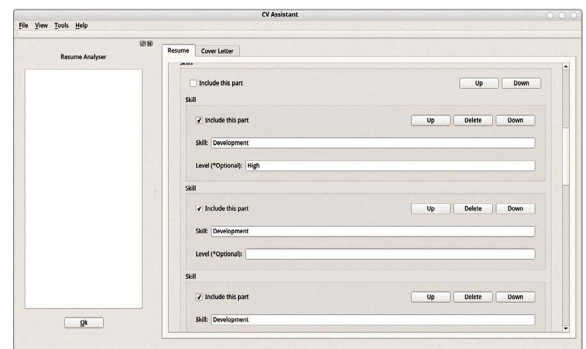 CV Assistant
File View Tools Help
Resume Analyser
Ok
Resume Cover Letter
Include this part Up Down
Skill
Include this part Up Delete Down
Skill: Development
Level (*Optional): High
Skill
Include this part Up Delete Down
Skill: Development
Level (*Optional):
Skill
Include this part Up Delete Down
Skill: Development